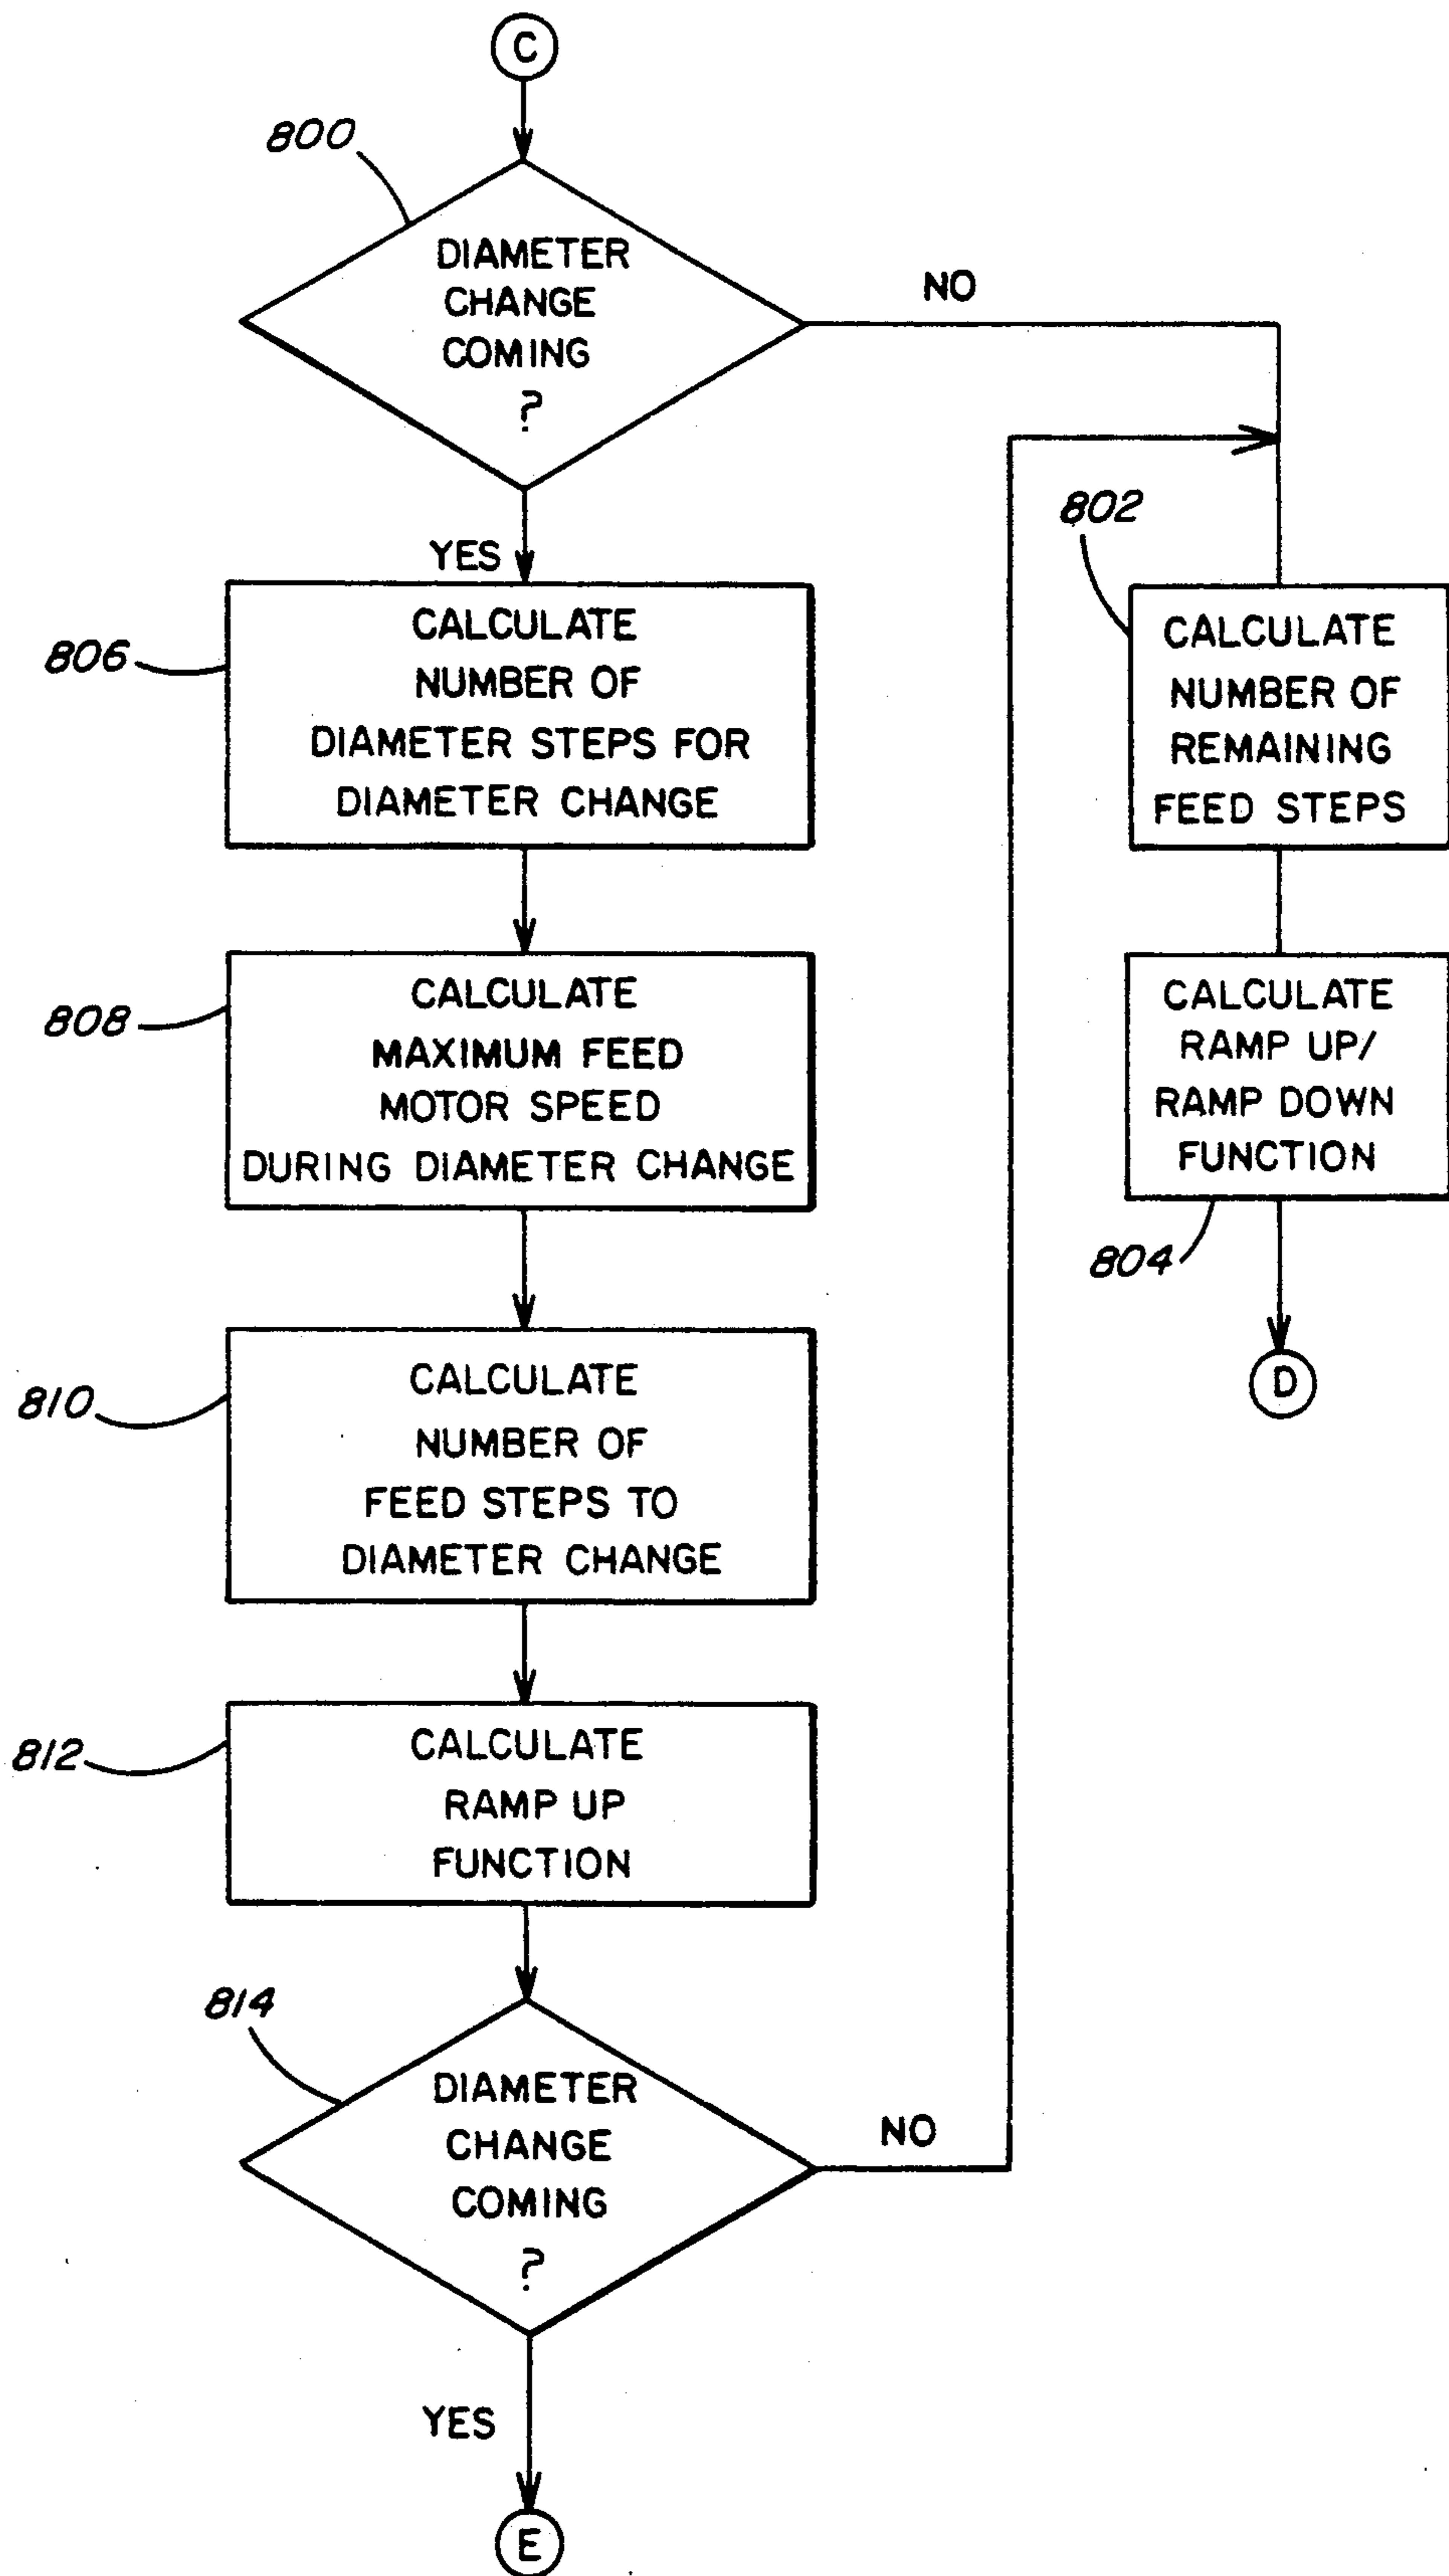 C
800
DIAMETER
CHANGE
COMING
?
NO
YES
806
CALCULATE
NUMBER OF
DIAMETER STEPS FOR
DIAMETER CHANGE
802
CALCULATE
NUMBER OF
REMAINING
FEED STEPS
808
CALCULATE
MAXIMUM FEED
MOTOR SPEED
DURING DIAMETER CHANGE
CALCULATE
RAMP UP/
RAMP DOWN
FUNCTION
804
D
810
CALCULATE
NUMBER OF
FEED STEPS TO
DIAMETER CHANGE
812
CALCULATE
RAMP UP
FUNCTION
814
DIAMETER
CHANGE
COMING
?
NO
YES
E